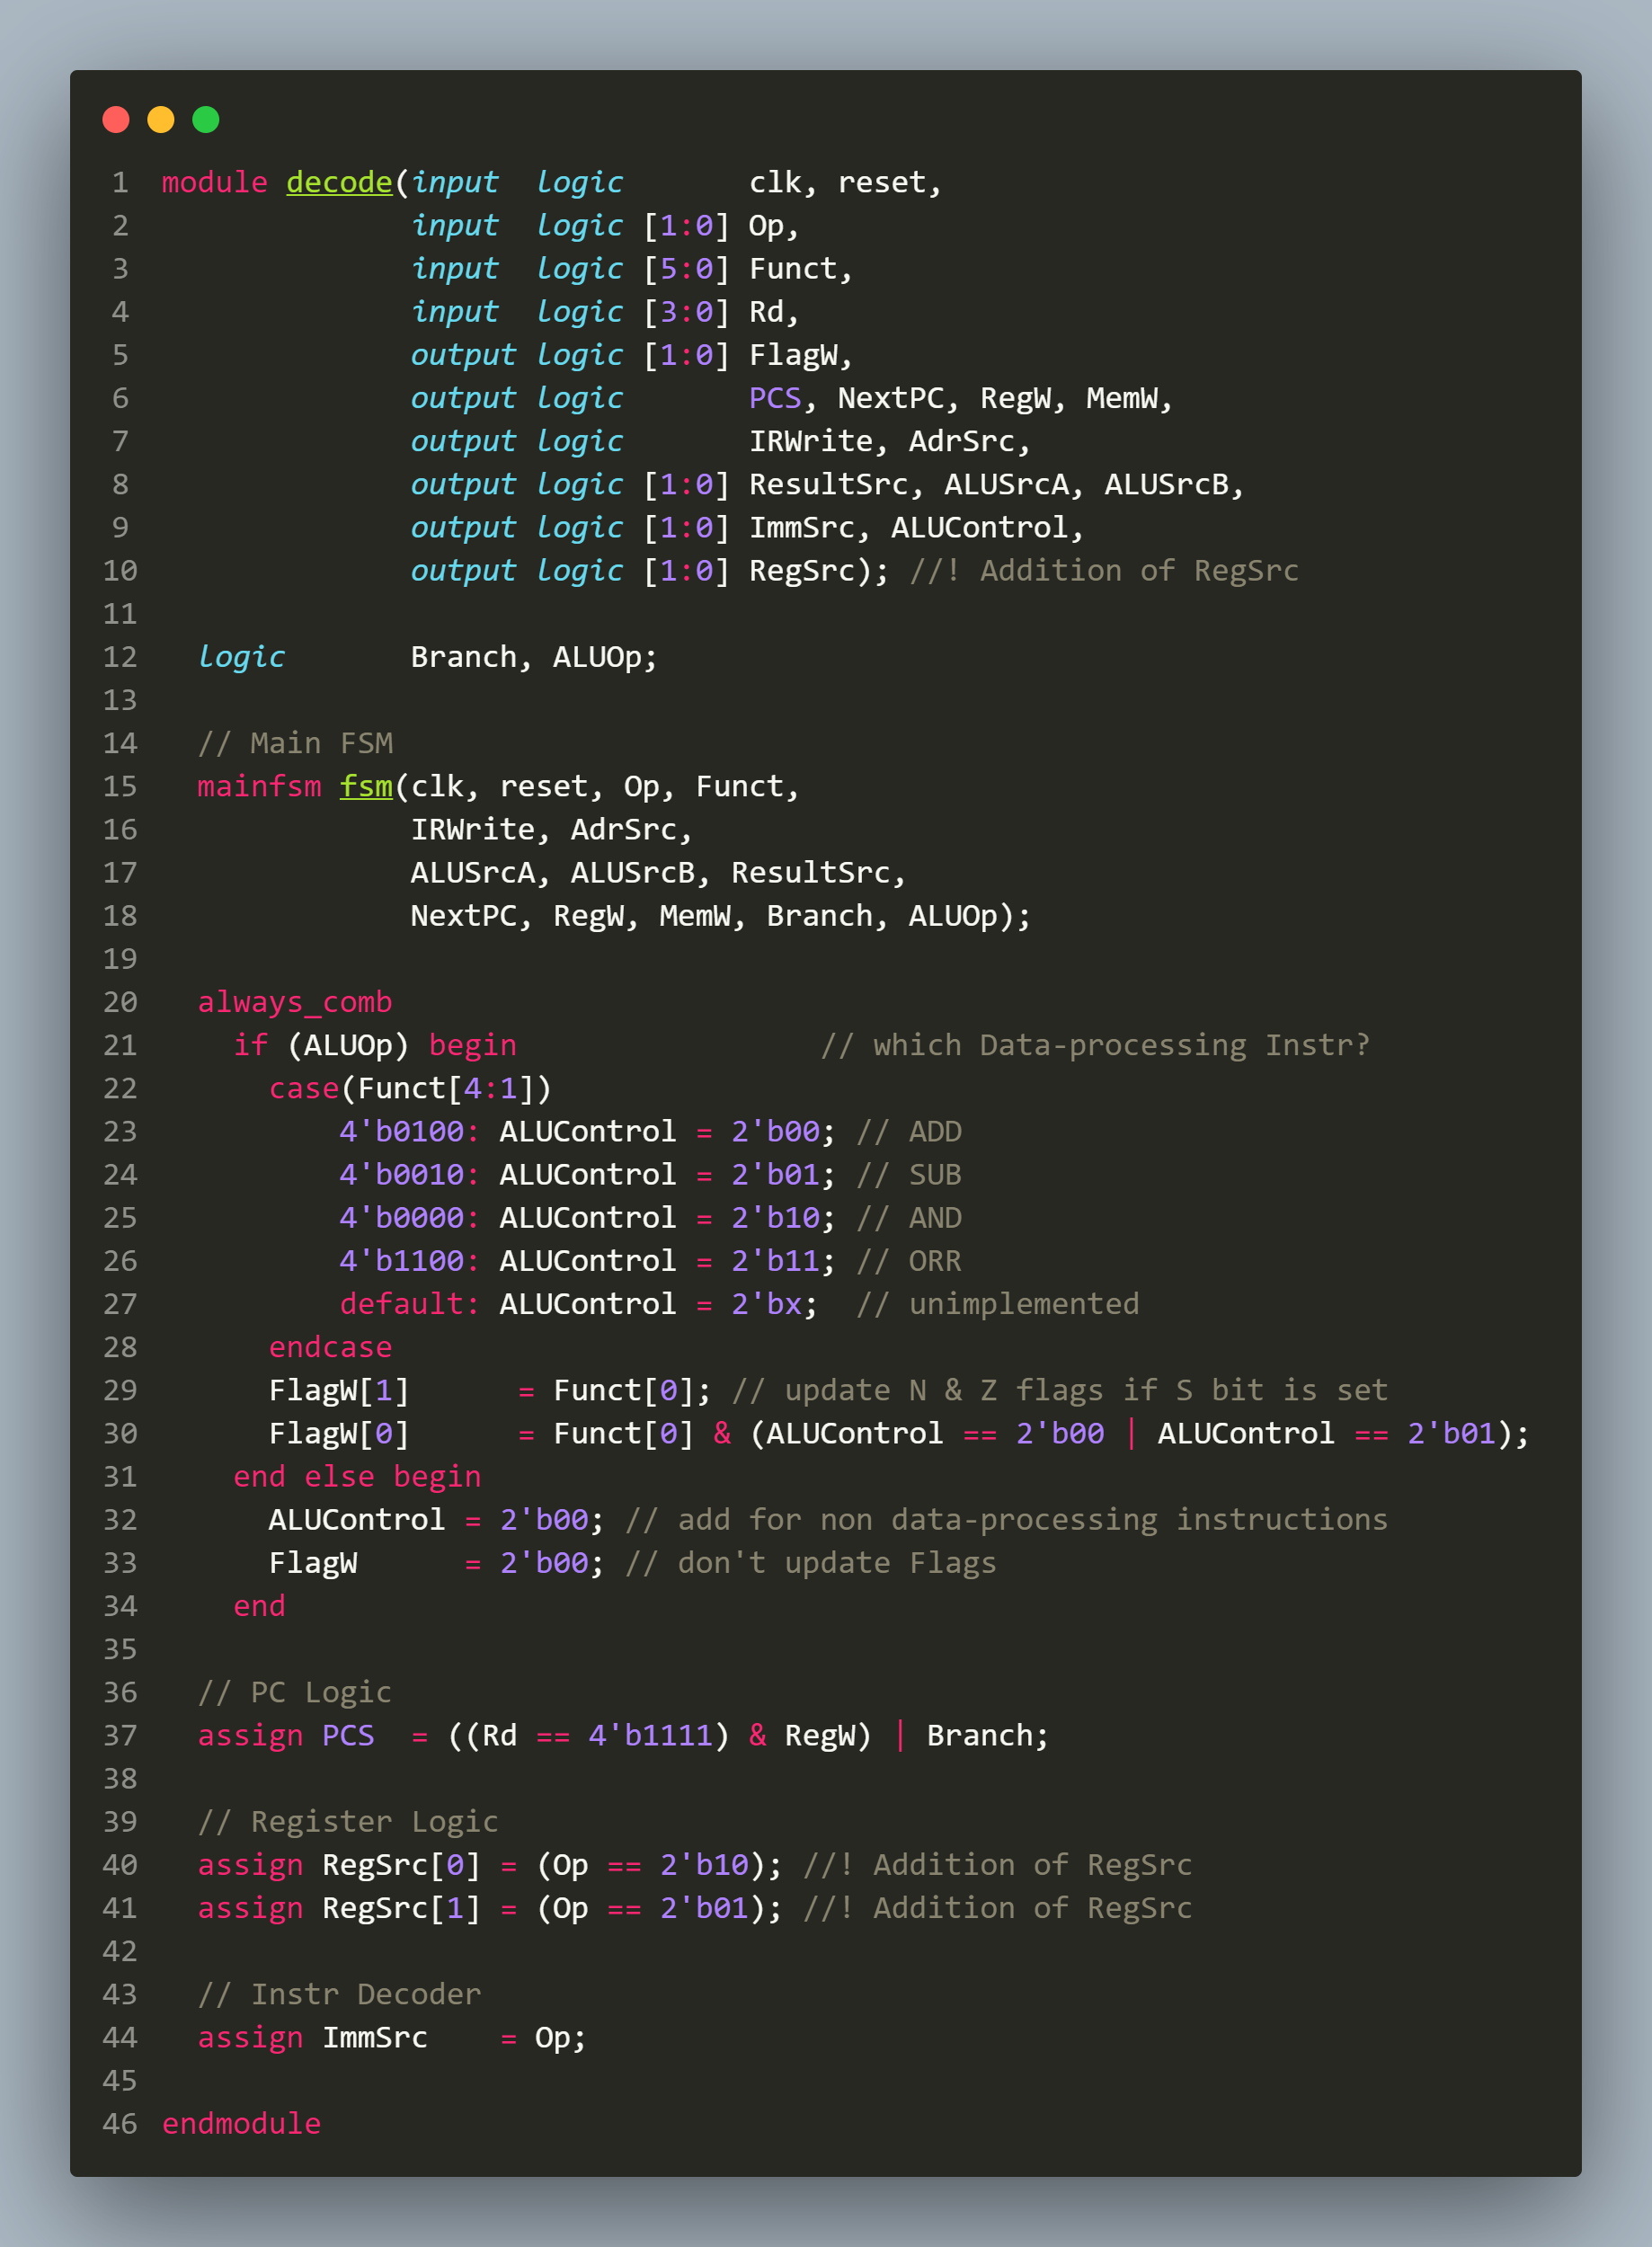 1 module decode(input  logic       clk, reset,
2               input  logic [1:0] Op,
3               input  logic [5:0] Funct,
4               input  logic [3:0] Rd,
5               output logic [1:0] FlagW,
6               output logic       PCS, NextPC, RegW, MemW,
7               output logic       IRWrite, AdrSrc,
8               output logic [1:0] ResultSrc, ALUSrcA, ALUSrcB,
9               output logic [1:0] ImmSrc, ALUControl,
10               output logic [1:0] RegSrc); //! Addition of RegSrc
11
12   logic       Branch, ALUOp;
13
14   // Main FSM
15   mainfsm fsm(clk, reset, Op, Funct,
16               IRWrite, AdrSrc,
17               ALUSrcA, ALUSrcB, ResultSrc,
18               NextPC, RegW, MemW, Branch, ALUOp);
19
20   always_comb
21     if (ALUOp) begin                 // which Data-processing Instr?
22       case(Funct[4:1])
23           4'b0100: ALUControl = 2'b00; // ADD
24           4'b0010: ALUControl = 2'b01; // SUB
25           4'b0000: ALUControl = 2'b10; // AND
26           4'b1100: ALUControl = 2'b11; // ORR
27           default: ALUControl = 2'bx;  // unimplemented
28       endcase
29       FlagW[1]      = Funct[0]; // update N & Z flags if S bit is set
30       FlagW[0]      = Funct[0] & (ALUControl == 2'b00 | ALUControl == 2'b01);
31     end else begin
32       ALUControl = 2'b00; // add for non data-processing instructions
33       FlagW      = 2'b00; // don't update Flags
34     end
35
36   // PC Logic
37   assign PCS  = ((Rd == 4'b1111) & RegW) | Branch;
38
39   // Register Logic
40   assign RegSrc[0] = (Op == 2'b10); //! Addition of RegSrc
41   assign RegSrc[1] = (Op == 2'b01); //! Addition of RegSrc
42
43   // Instr Decoder
44   assign ImmSrc    = Op;
45
46 endmodule